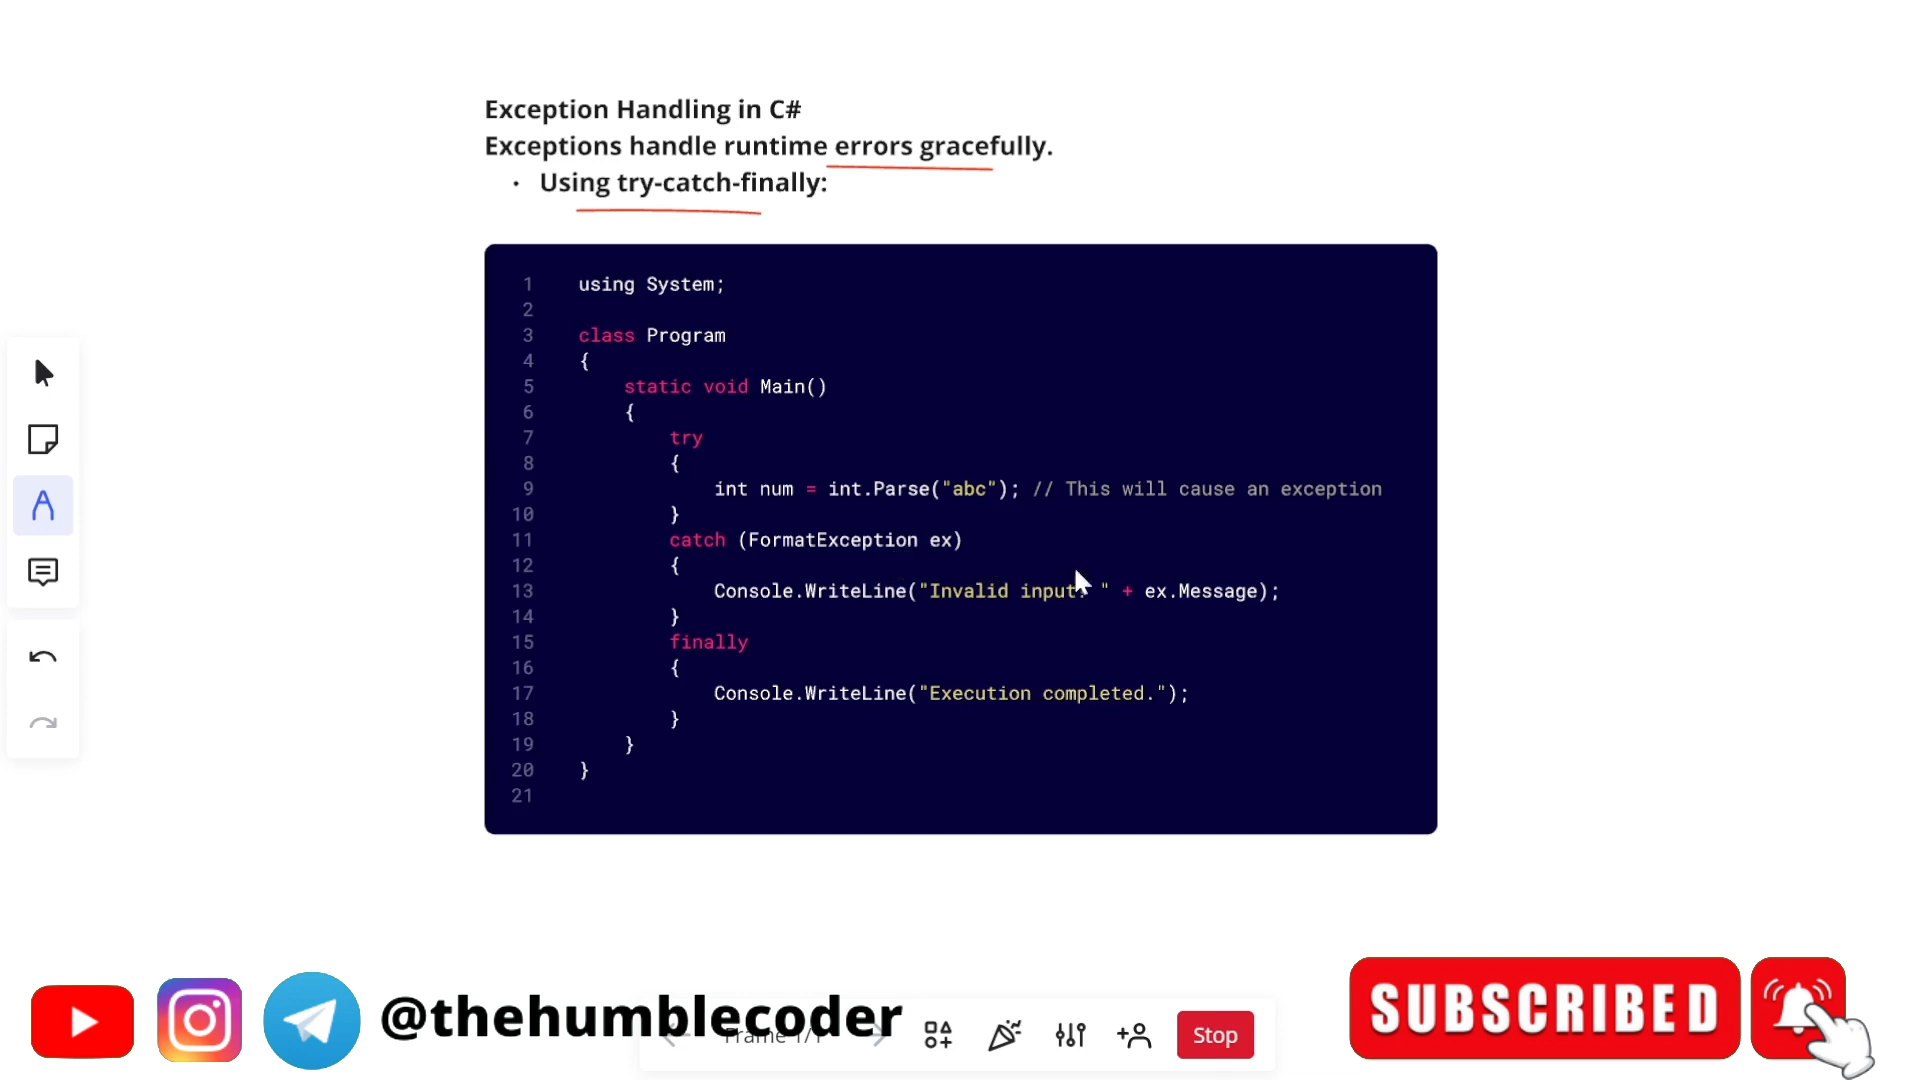 Exception Handling in C#
Exceptions handle runtime errors gracefully.
· Using try-catch-finally:
1 using System;
2
3 class Program
4 {
5 static void Main()
6 {
7 try
8 {
9 int num = int.Parse("abc"); // This will cause an exception
10 }
11 catch (FormatException ex)
12 {
13 Console.WriteLine("Invalid input: " + ex.Message);
14 }
15 finally
16 {
17 Console.WriteLine("Execution completed.");
18 }
19 }
20 }
21
@thehumblecoder
Frame 1/1
Stop
SUBSCRIBED